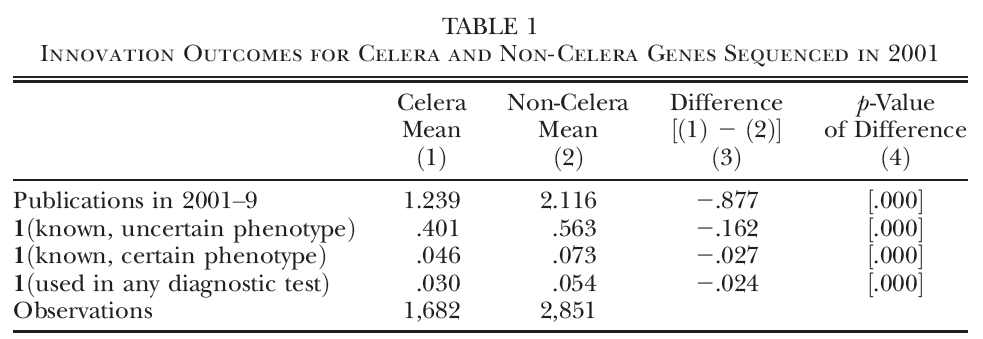 TABLE 1
Innovation Outcomes for Celera and Non-Celera Genes Sequenced in 2001
Celera Mean (1) Non-Celera Mean (2) Difference [(1) − (2)] (3) p-Value of Difference (4)
Publications in 2001–9 1.239 2.116 −.877 [.000]
1(known, uncertain phenotype) .401 .563 −.162 [.000]
1(known, certain phenotype) .046 .073 −.027 [.000]
1(used in any diagnostic test) .030 .054 −.024 [.000]
Observations 1,682 2,851